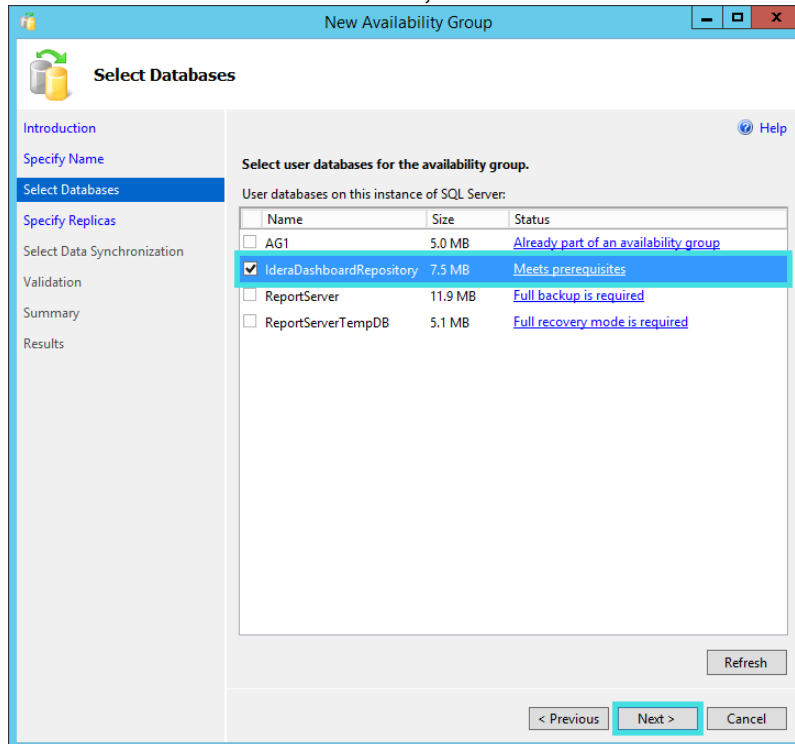 New Availability Group
Select Databases
Introduction
Specify Name
Select Databases
Specify Replicas
Select Data Synchronization
Validation
Summary
Results
Help
Select user databases for the availability group.
User databases on this instance of SQL Server:
Name Size Status
AG1 5.0 MB Already part of an availability group
IderaDashboardRepository 7.5 MB Meets prerequisites
ReportServer 11.9 MB Full backup is required
ReportServerTempDB 5.1 MB Full recovery mode is required
Refresh
< Previous Next > Cancel